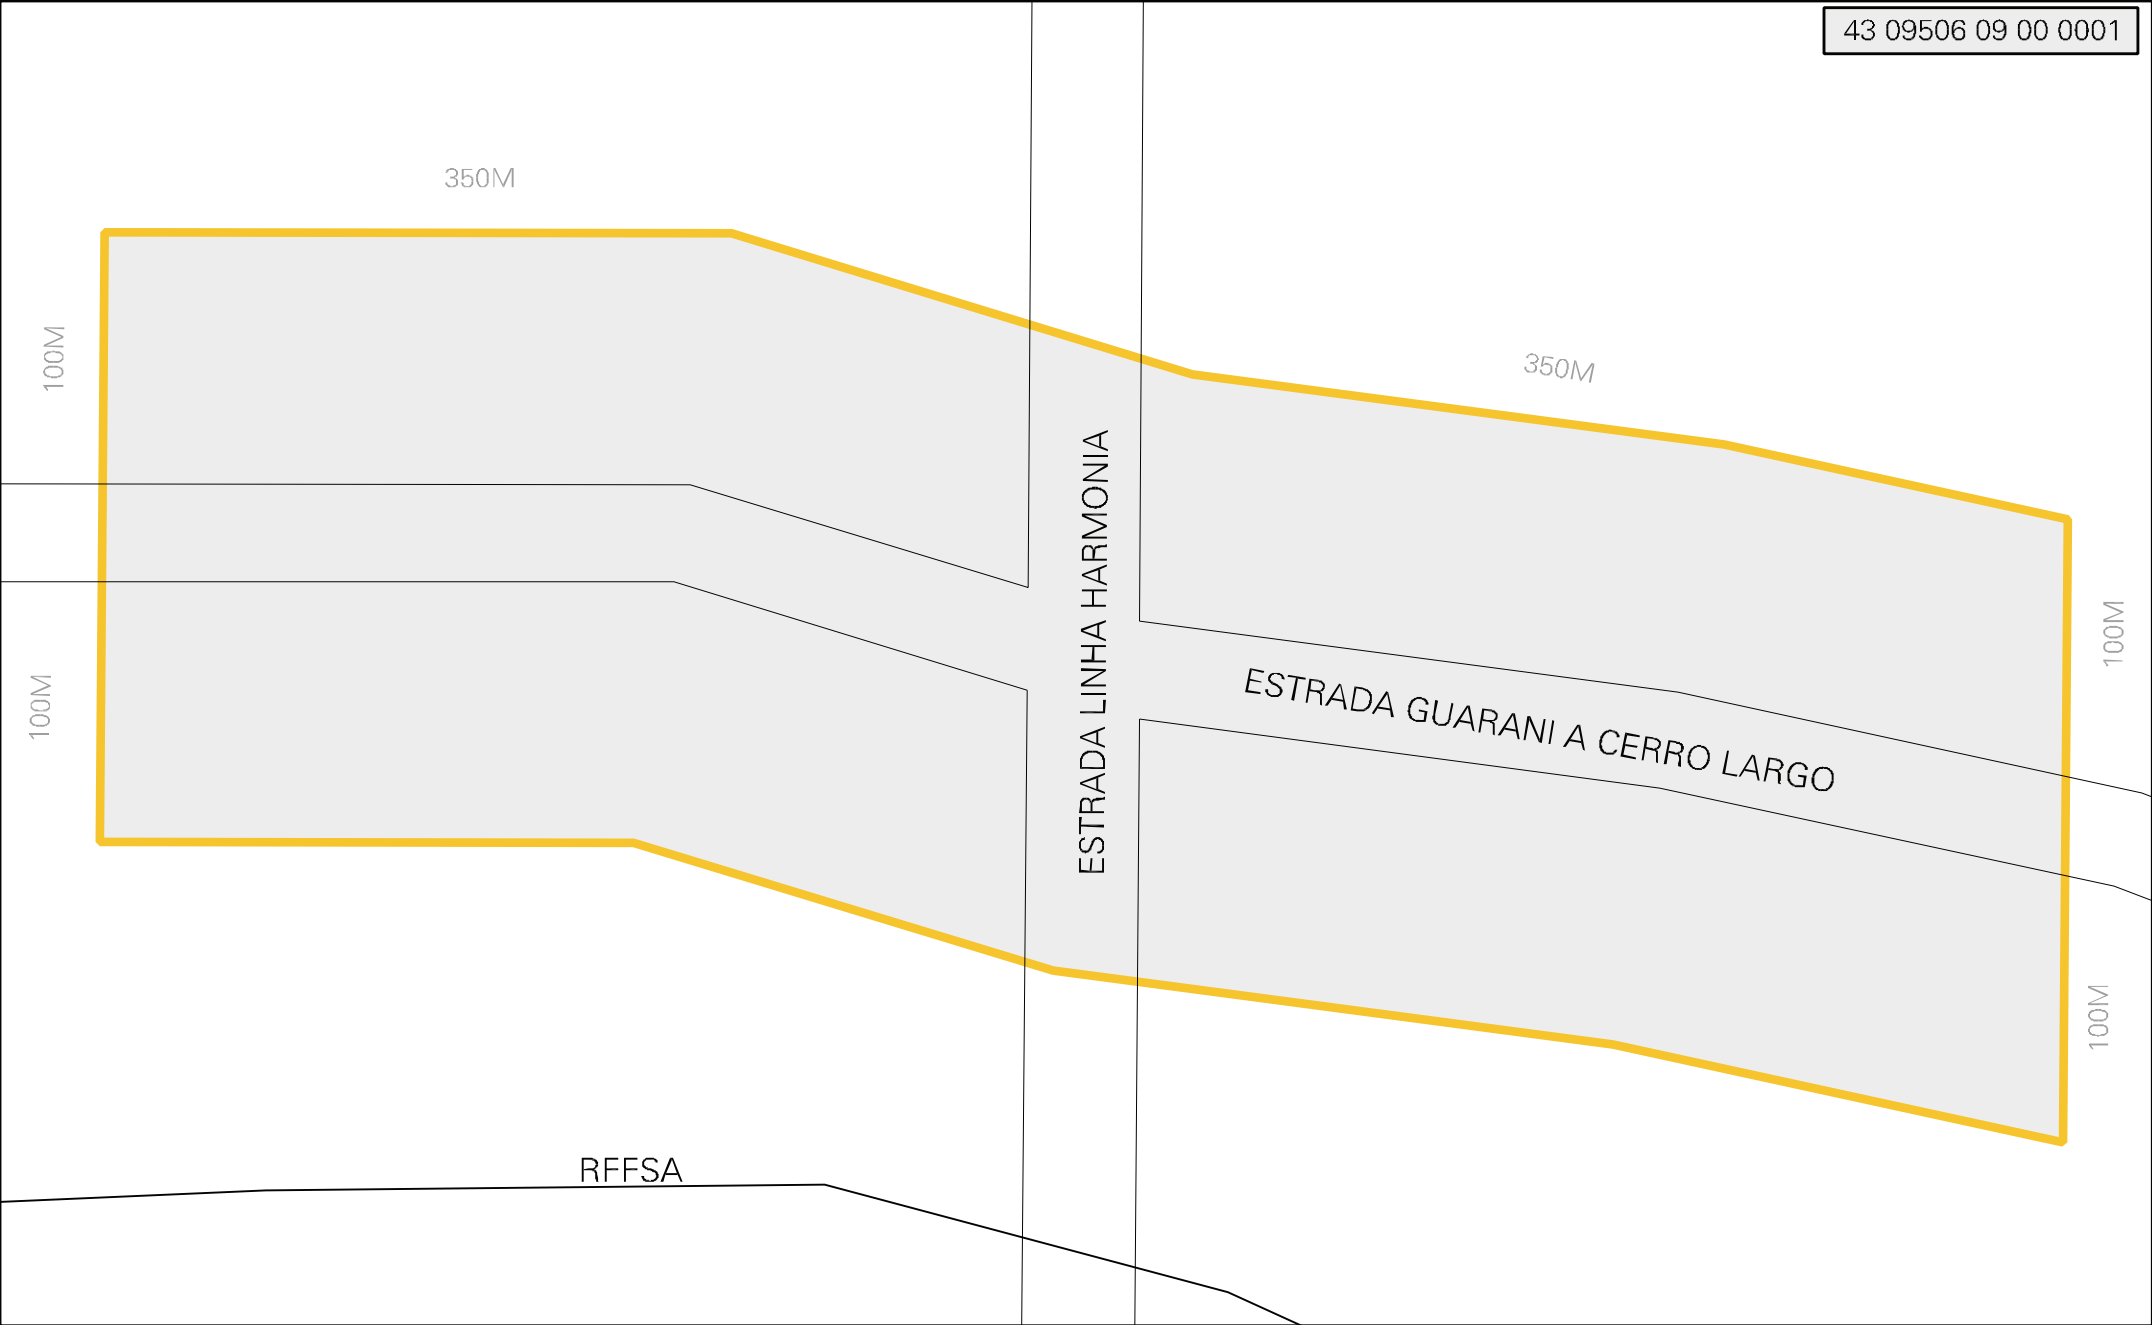 43 09506 09 00 0001
350M
100M
350M
ESTRADA LINHA HARMONIA
100M
ESTRADA GUARANI A CERRO LARGO
100M
100M
RFFSA